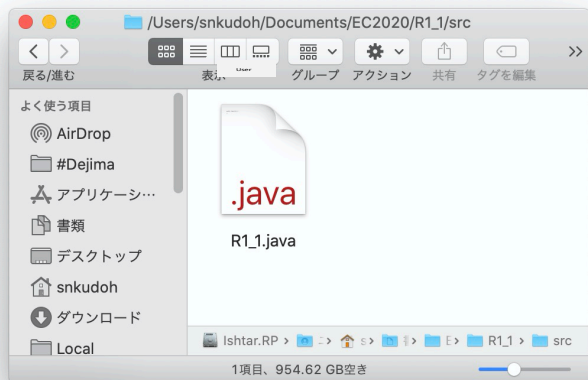 /Users/snkudoh/Documents/EC2020/R1_1/src
戻る/進む 表示 グループ アクション 共有 タグを編集
よく使う項目
AirDrop
#Dejima
アプリケーシ…
書類
デスクトップ
snkudoh
ダウンロード
Local
.java
R1_1.java
Ishtar.RP › › s› › E› R1_1 › src
1項目、954.62 GB空き